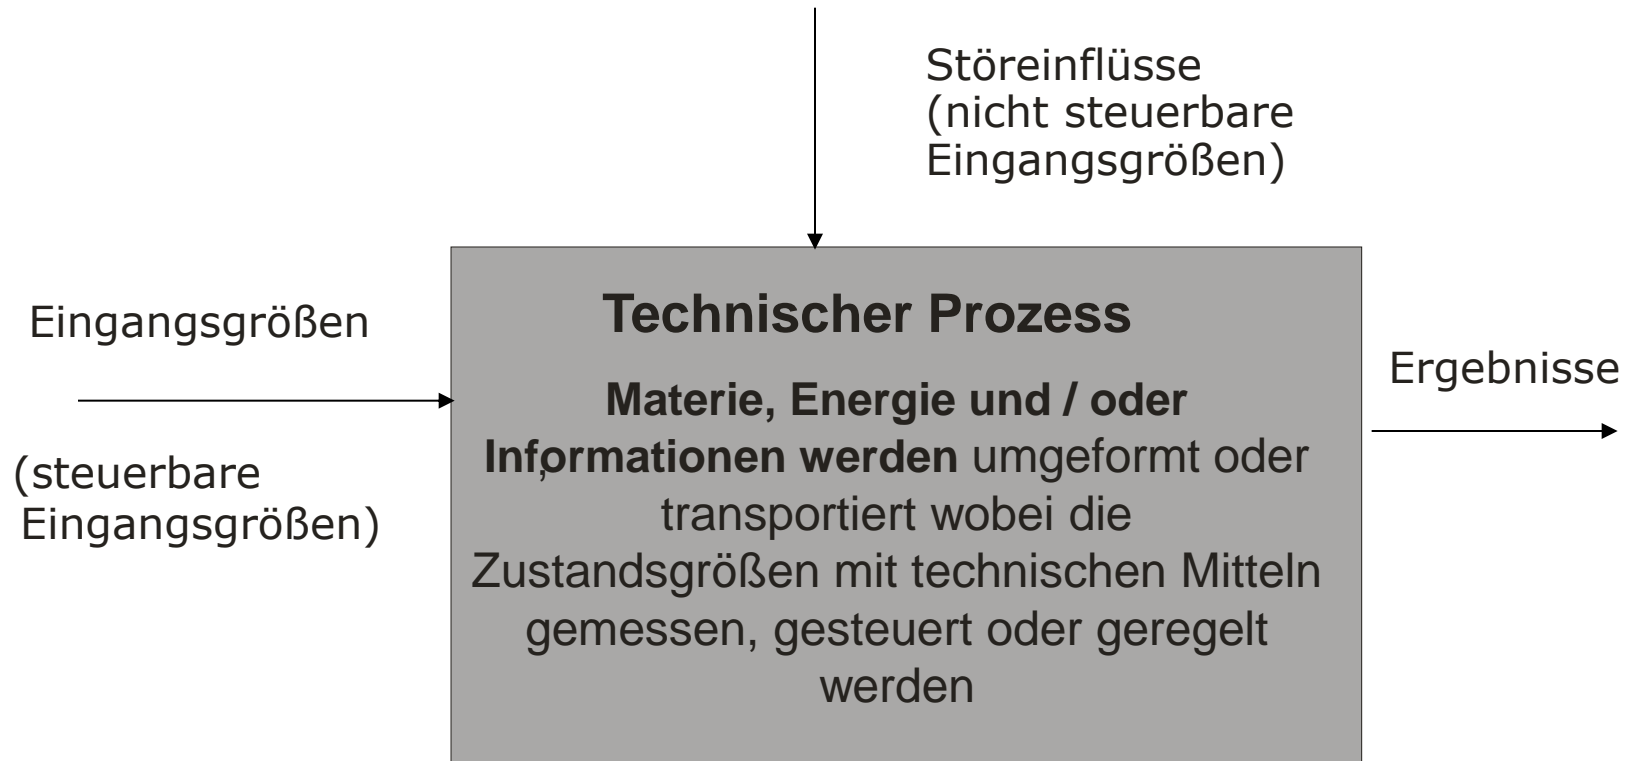 Störeinflüsse
(nicht steuerbare
Eingangsgrößen)
Eingangsgrößen
(steuerbare
Eingangsgrößen)
Technischer Prozess
Materie, Energie und / oder
Informationen werden umgeformt oder
,
transportiert wobei die
Zustandsgrößen mit technischen Mitteln
gemessen, gesteuert oder geregelt
werden
Ergebnisse